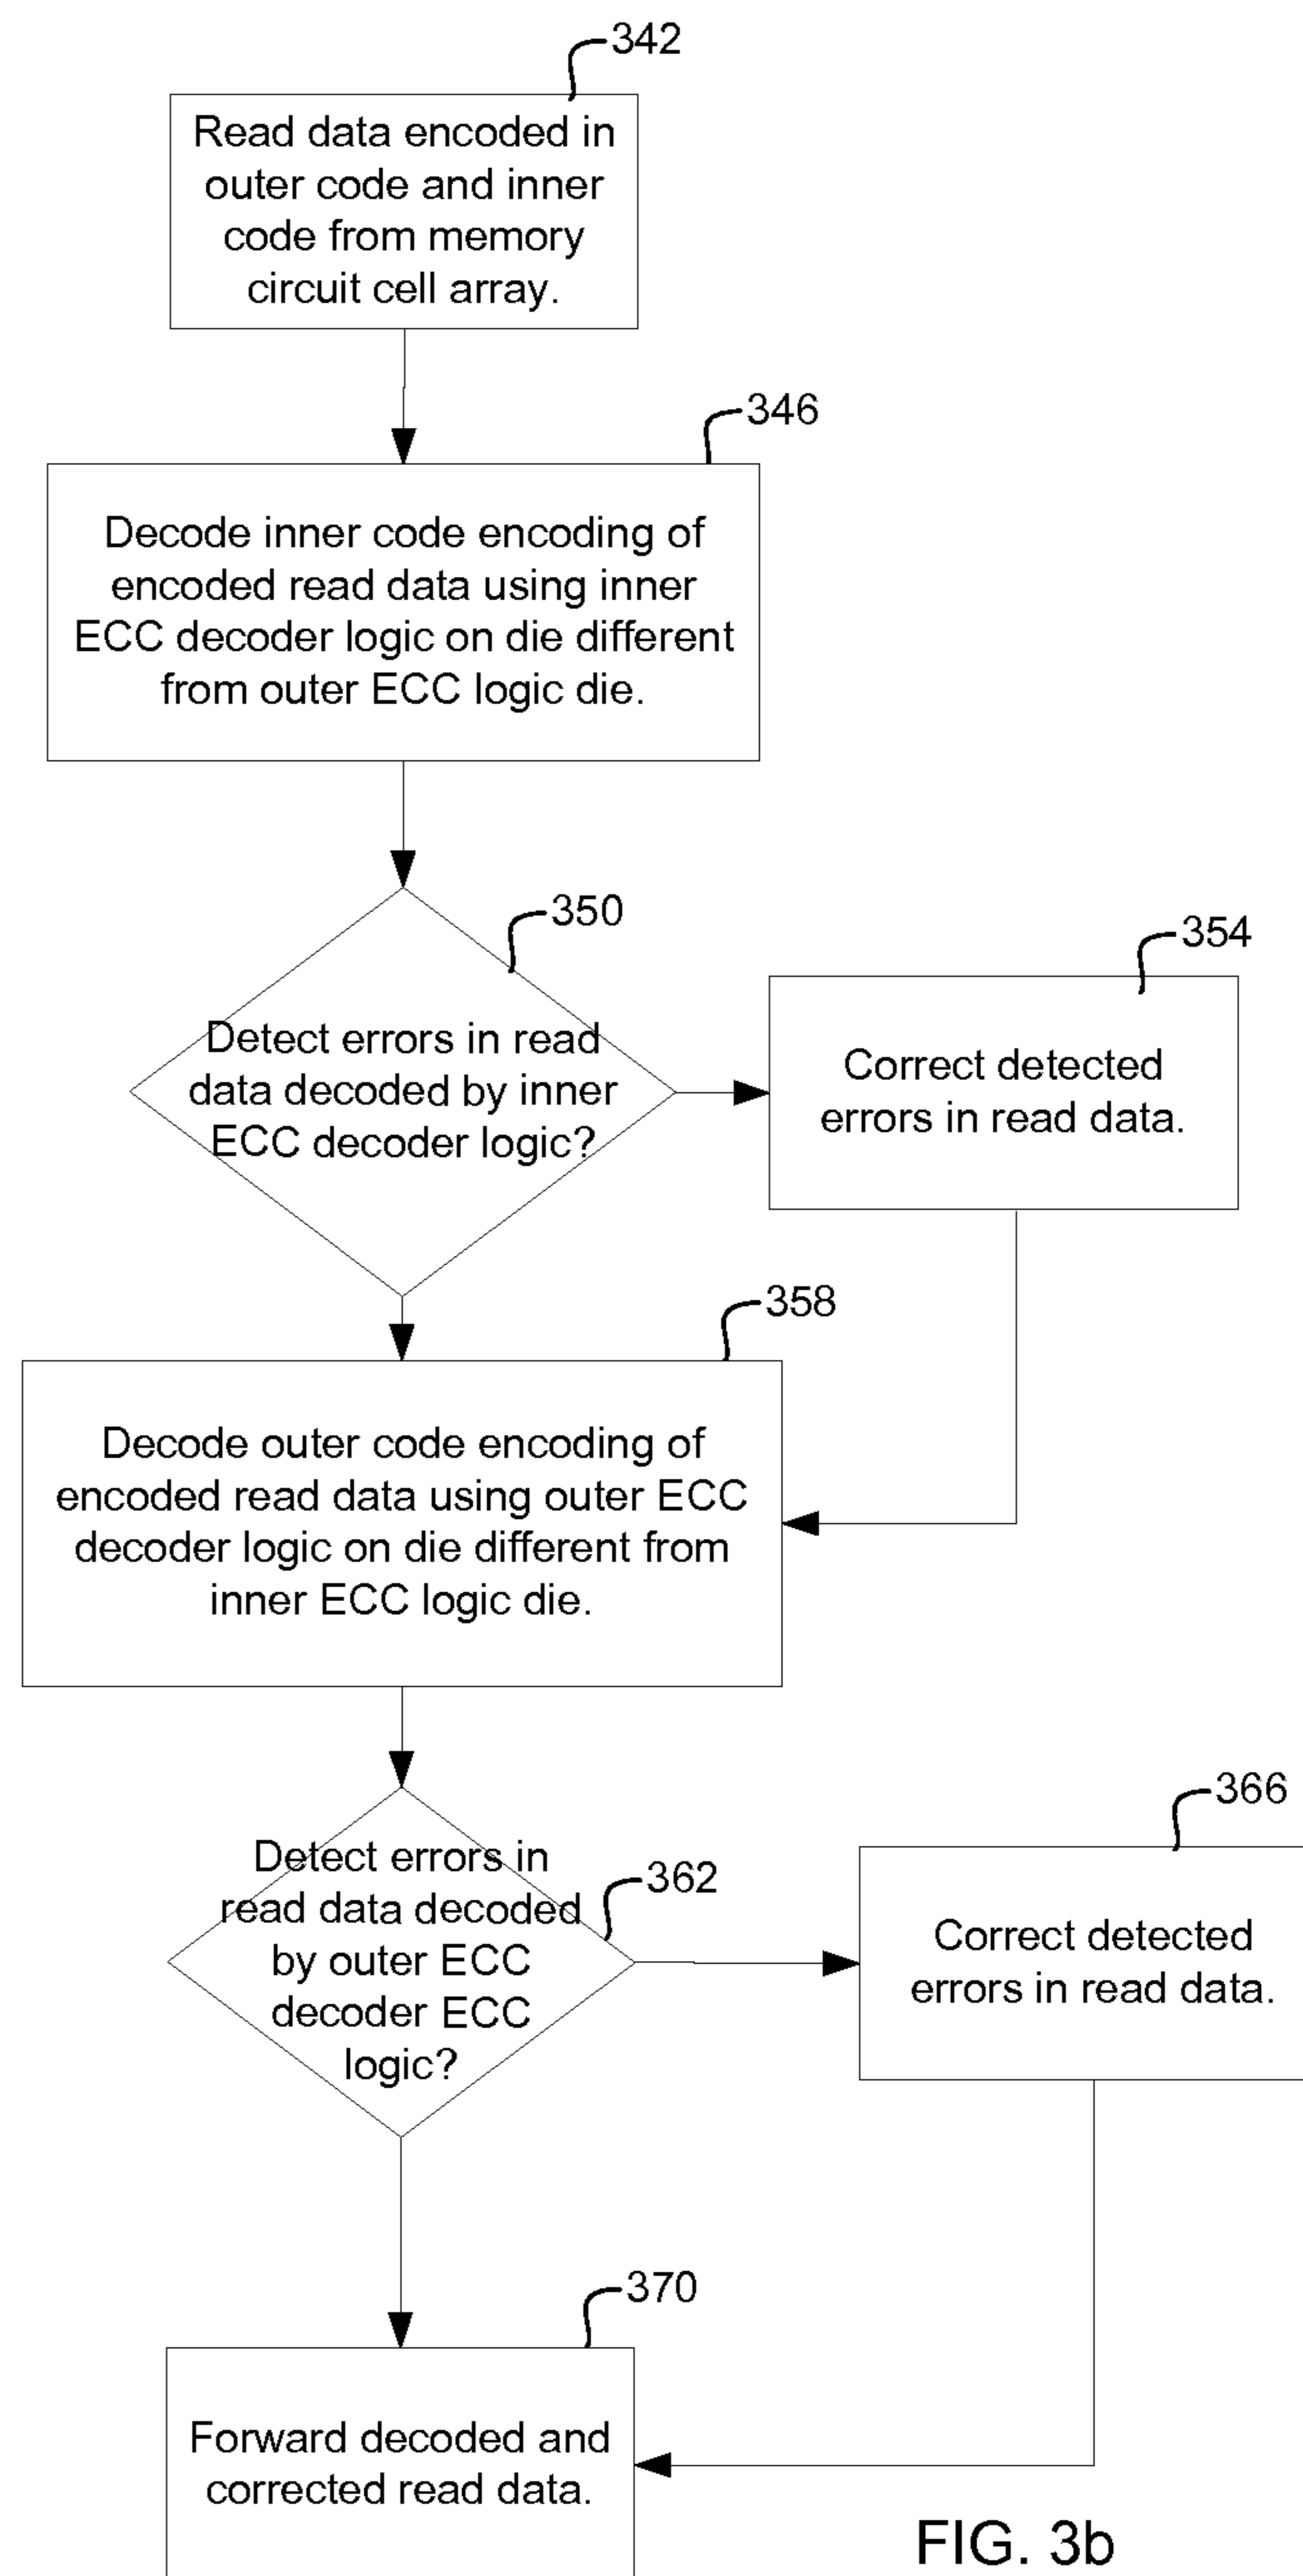 342
Read data encoded in
outer code and inner
code from memory
circuit cell array.
346
Decode inner code encoding of
encoded read data using inner
ECC decoder logic on die different
from outer ECC logic die.
350
Detect errors in read
data decoded by inner
ECC decoder logic?
354
Correct detected
errors in read data.
358
Decode outer code encoding of
encoded read data using outer ECC
decoder logic on die different from
inner ECC logic die.
362
Detect errors in
read data decoded
by outer ECC
decoder ECC
logic?
366
Correct detected
errors in read data.
370
Forward decoded and
corrected read data.
FIG. 3b